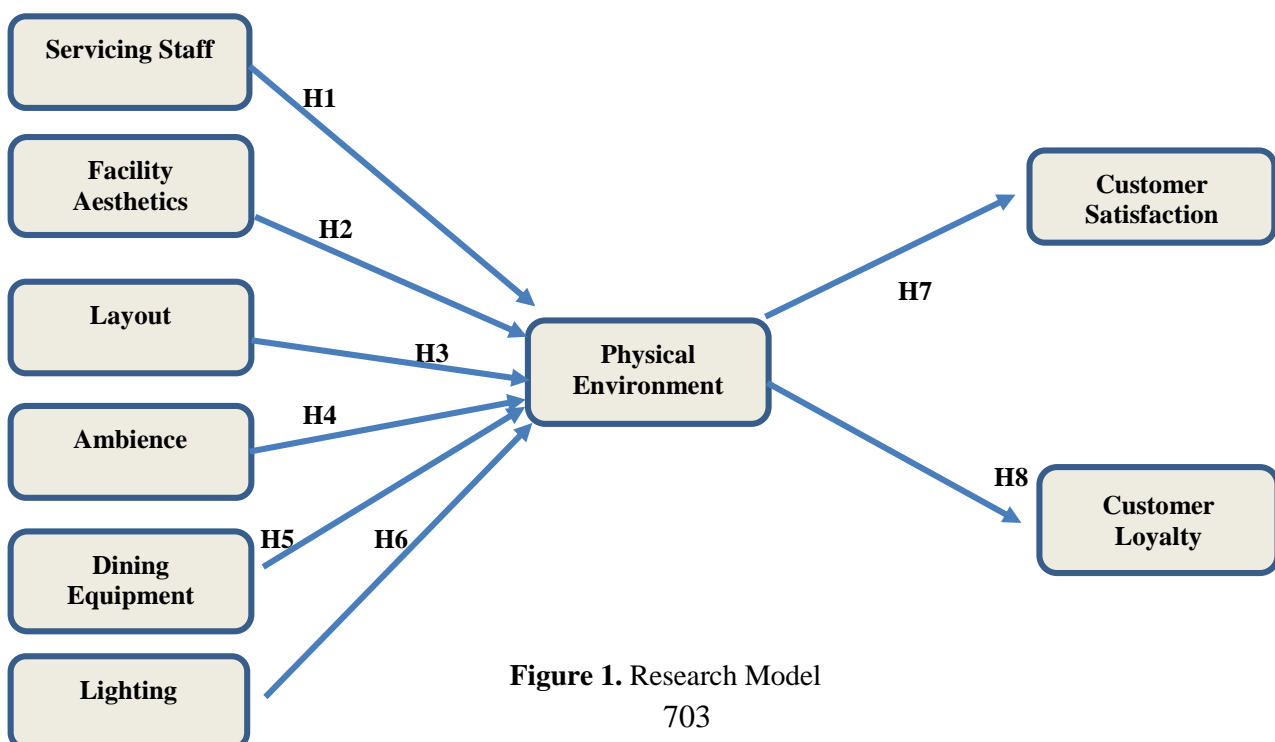 Servicing Staff
H1
Facility
Aesthetics
H2
Layout
H3
Ambience
H4
Dining
Equipment
H5
H6
Lighting
Physical
Environment
H7
Customer
Satisfaction
H8
Customer
Loyalty
Figure 1. Research Model
703